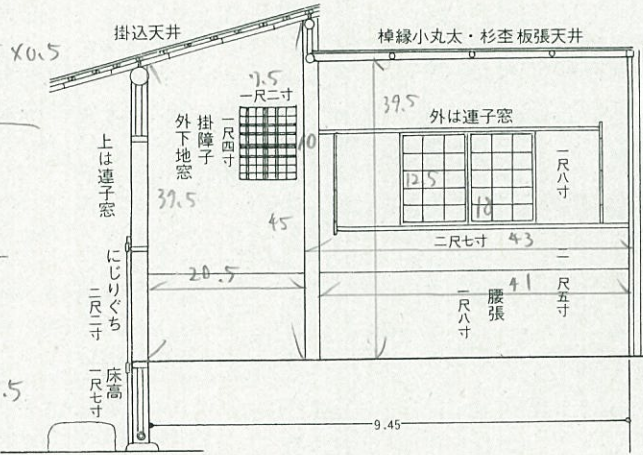 掛込天井
棹縁小丸太・杉杢板張天井
×0.5
7.5
一尺二寸
掛障子
外下地窓
一尺四寸
10
39.5
外は連子窓
上は連子窓
12.5
18
一尺八寸
39.5
45
二尺七寸
43
にじりぐち
二尺二寸
20.5
41
二尺五寸
腰張
一尺八寸
床高
一尺七寸
.5
9.45